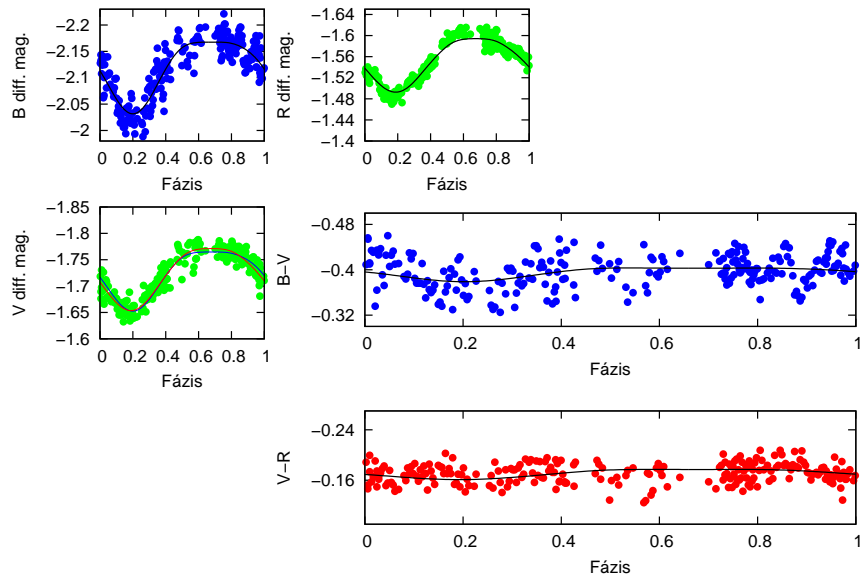 B diff. mag.
−2.2
−2.15
−2.1
−2.05
−2
0 0.2 0.4 0.6 0.8 1
Fázis
R diff. mag.
−1.64
−1.6
−1.56
−1.52
−1.48
−1.44
−1.4
0 0.2 0.4 0.6 0.8 1
Fázis
V diff. mag.
−1.85
−1.8
−1.75
−1.7
−1.65
−1.6
0 0.2 0.4 0.6 0.8 1
Fázis
B−V
−0.48
−0.4
−0.32
0 0.2 0.4 0.6 0.8 1
Fázis
V−R
−0.24
−0.16
0 0.2 0.4 0.6 0.8 1
Fázis